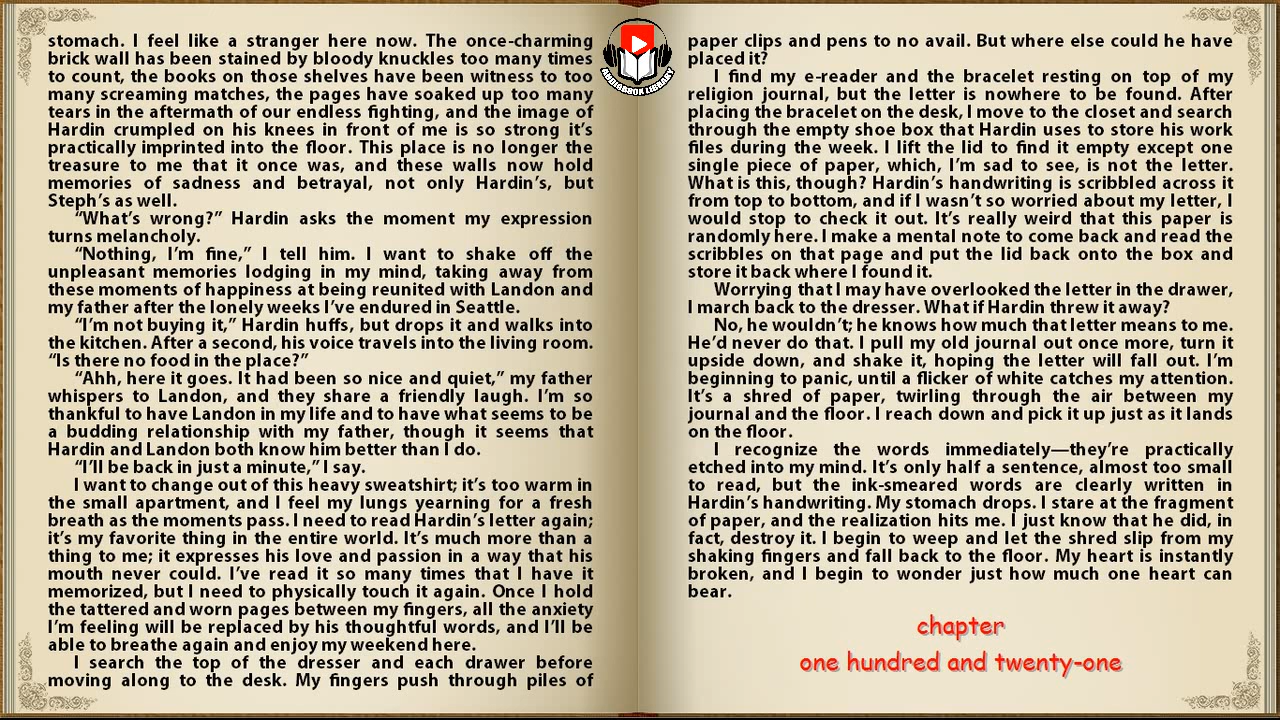 stomach. I feel like a stranger here now. The once-charming
brick wall has been stained by bloody knuckles too many times
to count, the books on those shelves have been witness to too
many screaming matches, the pages have soaked up too many
tears in the aftermath of our endless fighting, and the image of
Hardin crumpled on his knees in front of me is so strong it’s
practically imprinted into the floor. This place is no longer the
treasure to me that it once was, and these walls now hold
memories of sadness and betrayal, not only Hardin’s, but
Steph’s as well.
“What’s wrong?” Hardin asks the moment my expression
turns melancholy.
“Nothing, I’m fine,” I tell him. I want to shake off the
unpleasant memories lodging in my mind, taking away from
these moments of happiness at being reunited with Landon and
my father after the lonely weeks I’ve endured in Seattle.
“I’m not buying it,” Hardin huffs, but drops it and walks into
the kitchen. After a second, his voice travels into the living room.
“Is there no food in the place?”
“Ahh, here it goes. It had been so nice and quiet,” my father
whispers to Landon, and they share a friendly laugh. I’m so
thankful to have Landon in my life and to have what seems to be
a budding relationship with my father, though it seems that
Hardin and Landon both know him better than I do.
“I’ll be back in just a minute,” I say.
I want to change out of this heavy sweatshirt; it’s too warm in
the small apartment, and I feel my lungs yearning for a fresh
breath as the moments pass. I need to read Hardin’s letter again;
it’s my favorite thing in the entire world. It’s much more than a
thing to me; it expresses his love and passion in a way that his
mouth never could. I’ve read it so many times that I have it
memorized, but I need to physically touch it again. Once I hold
the tattered and worn pages between my fingers, all the anxiety
I’m feeling will be replaced by his thoughtful words, and I’ll be
able to breathe again and enjoy my weekend here.
I search the top of the dresser and each drawer before
moving along to the desk. My fingers push through piles of
AUDIOBOOK LIBRARY
paper clips and pens to no avail. But where else could he have
placed it?
I find my e-reader and the bracelet resting on top of my
religion journal, but the letter is nowhere to be found. After
placing the bracelet on the desk, I move to the closet and search
through the empty shoe box that Hardin uses to store his work
files during the week. I lift the lid to find it empty except one
single piece of paper, which, I’m sad to see, is not the letter.
What is this, though? Hardin’s handwriting is scribbled across it
from top to bottom, and if I wasn’t so worried about my letter, I
would stop to check it out. It’s really weird that this paper is
randomly here. I make a mental note to come back and read the
scribbles on that page and put the lid back onto the box and
store it back where I found it.
Worrying that I may have overlooked the letter in the drawer,
I march back to the dresser. What if Hardin threw it away?
No, he wouldn’t; he knows how much that letter means to me.
He’d never do that. I pull my old journal out once more, turn it
upside down, and shake it, hoping the letter will fall out. I’m
beginning to panic, until a flicker of white catches my attention.
It’s a shred of paper, twirling through the air between my
journal and the floor. I reach down and pick it up just as it lands
on the floor.
I recognize the words immediately—they’re practically
etched into my mind. It’s only half a sentence, almost too small
to read, but the ink-smeared words are clearly written in
Hardin’s handwriting. My stomach drops. I stare at the fragment
of paper, and the realization hits me. I just know that he did, in
fact, destroy it. I begin to weep and let the shred slip from my
shaking fingers and fall back to the floor. My heart is instantly
broken, and I begin to wonder just how much one heart can
bear.
chapter
one hundred and twenty-one